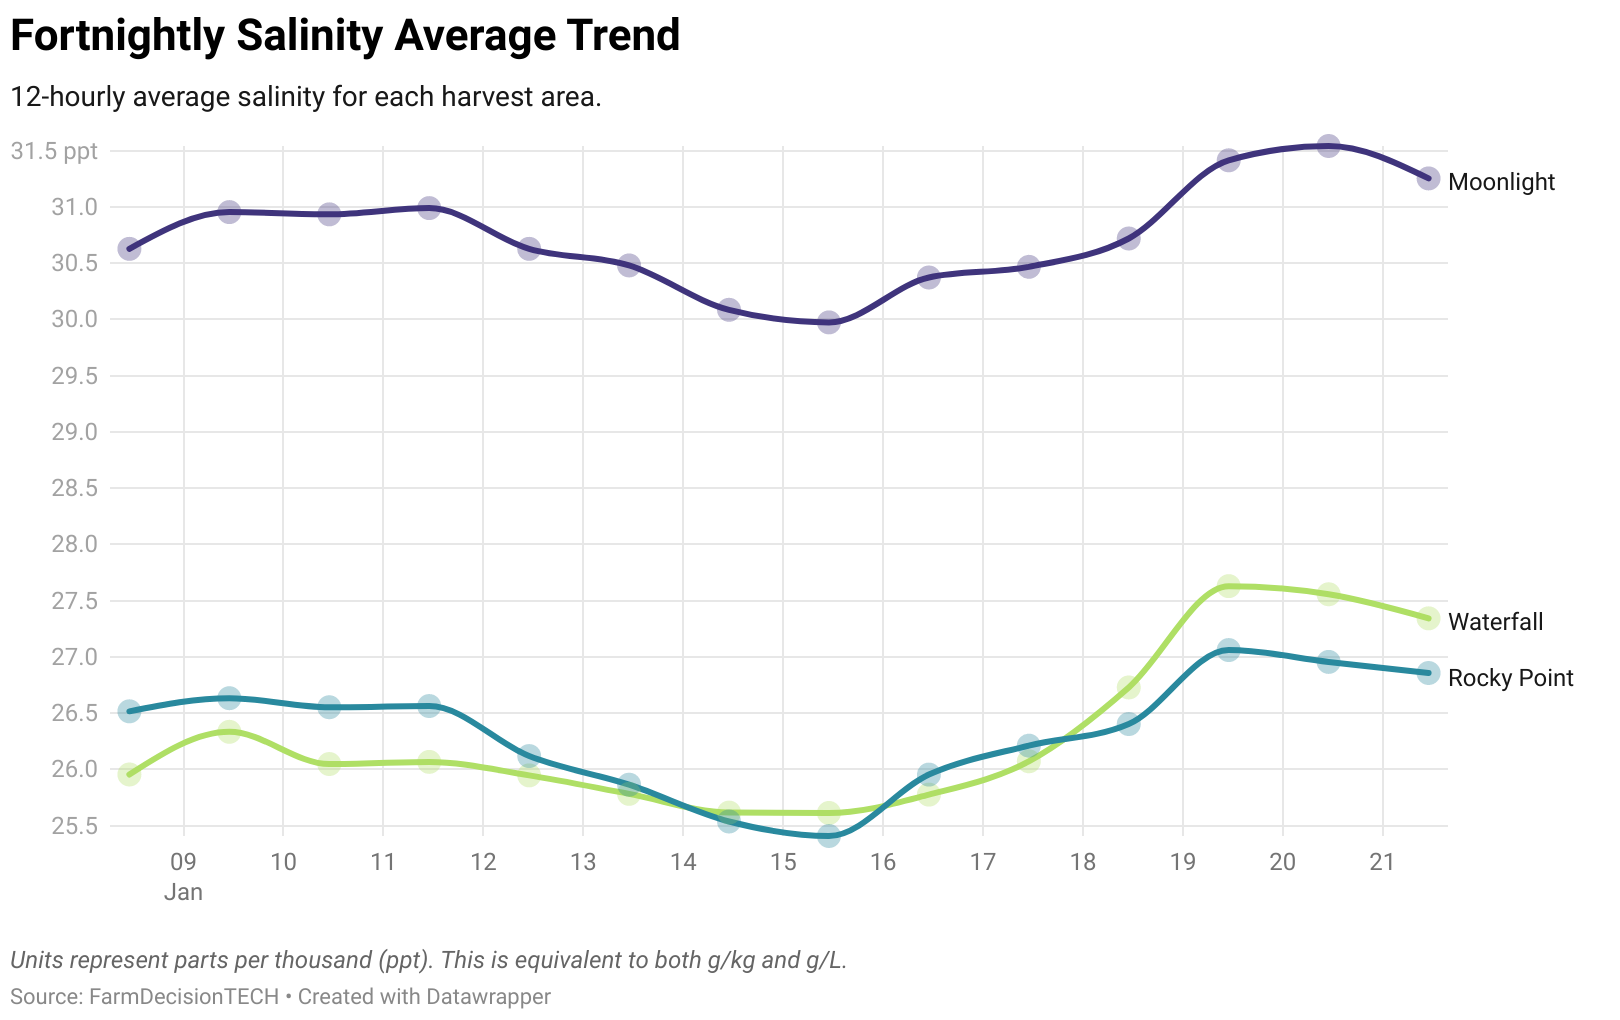 Fortnightly Salinity Average Trend
12-hourly average salinity for each harvest area.
31.5 ppt
31.0
30.5
30.0
29.5
29.0
28.5
28.0
27.5
27.0
26.5
26.0
25.5
Moonlight
Waterfall
Rocky Point
09 10 11 12 13 14 15 16 17 18 19 20 21
Jan
Units represent parts per thousand (ppt). This is equivalent to both g/kg and g/L.
Source: FarmDecisionTECH • Created with Datawrapper